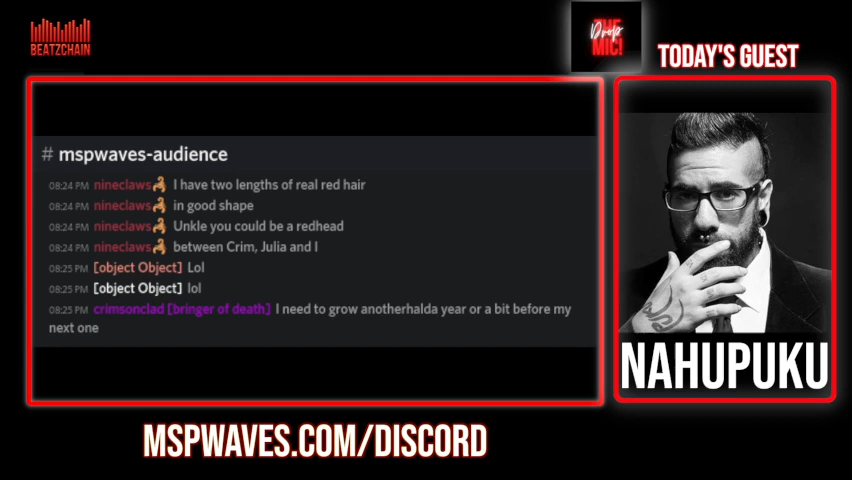 BEATZCHAIN
THE
Drop
MIC!
TODAY'S GUEST
# mspwaves-audience
08:24 PM nineclaws🦂 I have two lengths of real red hair
08:24 PM nineclaws🦂 in good shape
08:24 PM nineclaws🦂 Unkle you could be a redhead
08:24 PM nineclaws🦂 between Crim, Julia and I
08:25 PM [object Object] Lol
08:25 PM [object Object] lol
08:25 PM crimsonclad [bringer of death] I need to grow anotherhalda year or a bit before my
next one
NAHUPUKU
MSPWAVES.COM/DISCORD